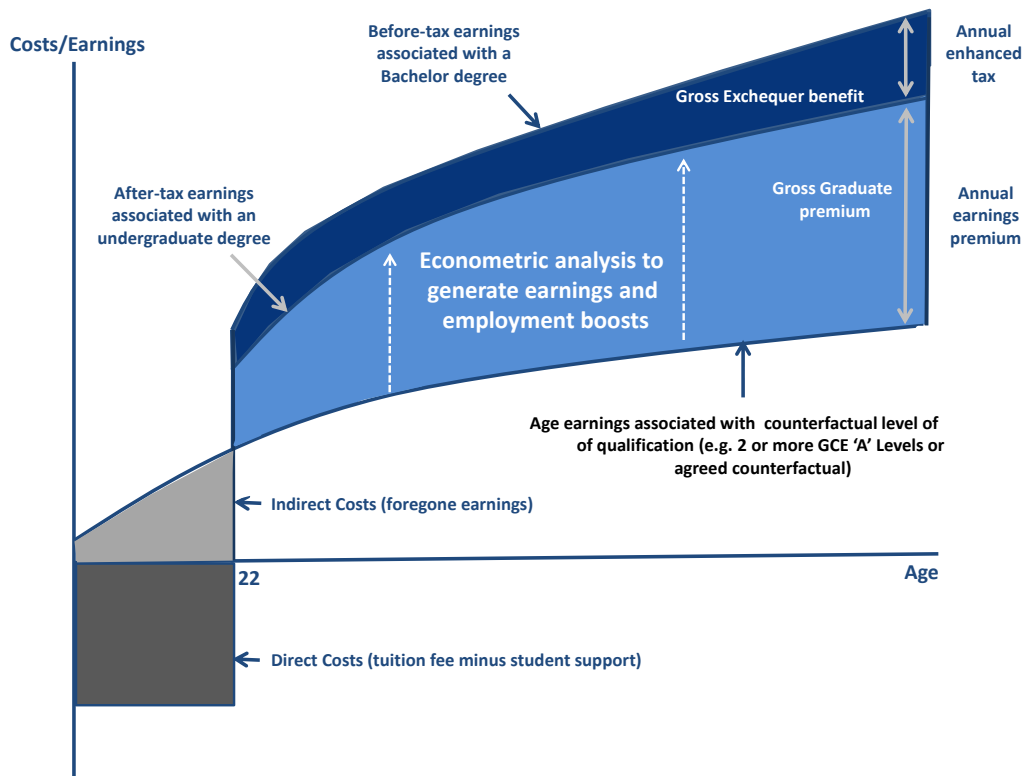 Costs/Earnings
Before-tax earnings
associated with a
Bachelor degree
Annual
enhanced
tax
Gross Exchequer benefit
After-tax earnings
associated with an
undergraduate degree
Gross Graduate
premium
Annual
earnings
premium
Econometric analysis to
generate earnings and
employment boosts
Age earnings associated with counterfactual level of
of qualification (e.g. 2 or more GCE ‘A’ Levels or
agreed counterfactual)
Indirect Costs (foregone earnings)
22
Age
Direct Costs (tuition fee minus student support)